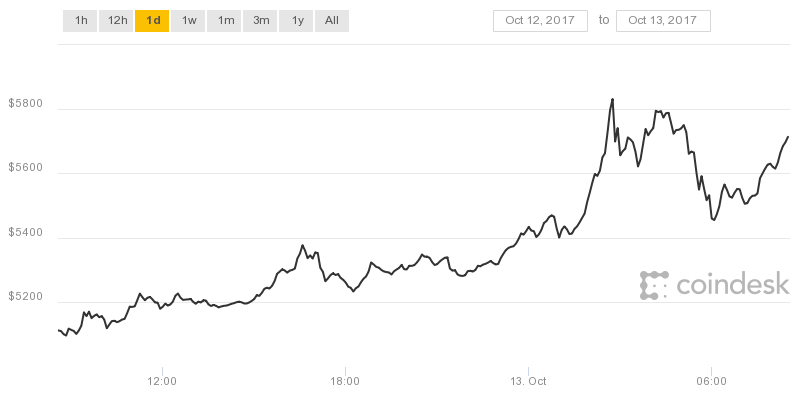 1h 12h 1d 1w 1m 3m 1y All Oct 12, 2017 to Oct 13, 2017
$5800
$5600
$5400
$5200
coindesk
12:00 18:00 13. Oct 06:00